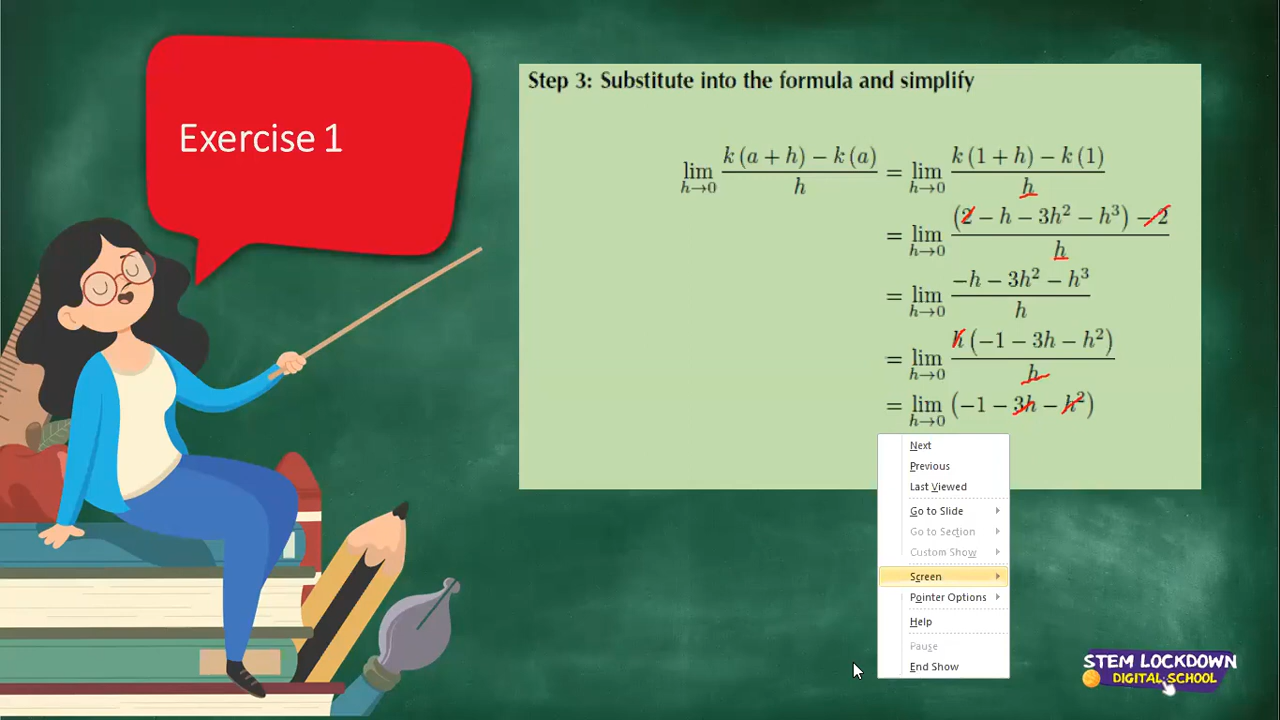 Exercise 1
Step 3: Substitute into the formula and simplify
lim h→0 (k (a + h) − k (a)) / h = lim h→0 (k (1 + h) − k (1)) / h
= lim h→0 ((2 − h − 3h² − h³) − 2) / h
= lim h→0 (−h − 3h² − h³) / h
= lim h→0 (h (−1 − 3h − h²)) / h
= lim h→0 (−1 − 3h − h²)
Next
Previous
Last Viewed
Go to Slide
Go to Section
Custom Show
Screen
Pointer Options
Help
Pause
End Show
STEM LOCKDOWN
DIGITAL SCHOOL